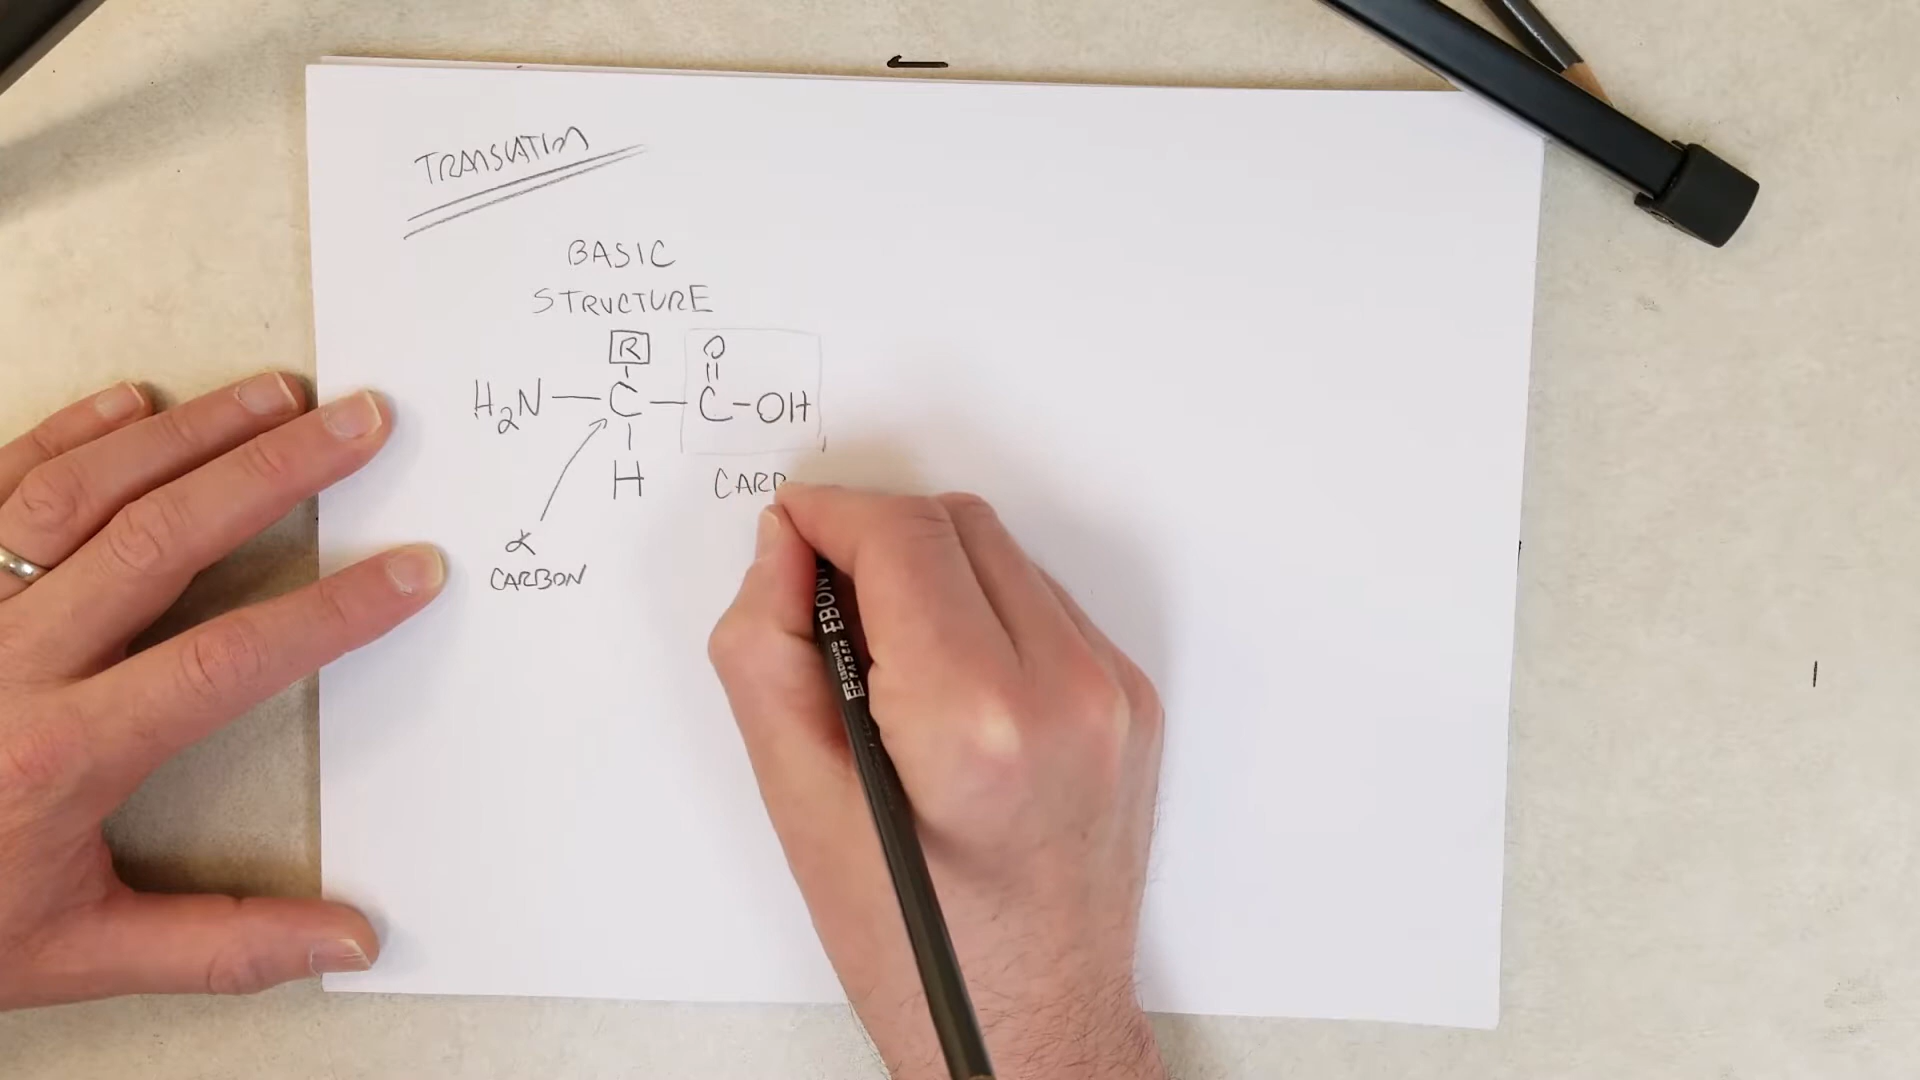 TRANSLATION
BASIC
STRUCTURE
R
O
H₂N—C—C-OH
H
CARB
α
CARBON
EBERHARD
FABER
EBONY